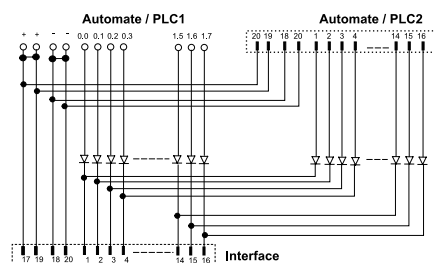 Automate / PLC1
Automate / PLC2
+ + - - 0.0 0.1 0.2 0.3 1.5 1.6 1.7
20 19 18 20 1 2 3 4 14 15 16
17 19 18 20 1 2 3 4 14 15 16
Interface